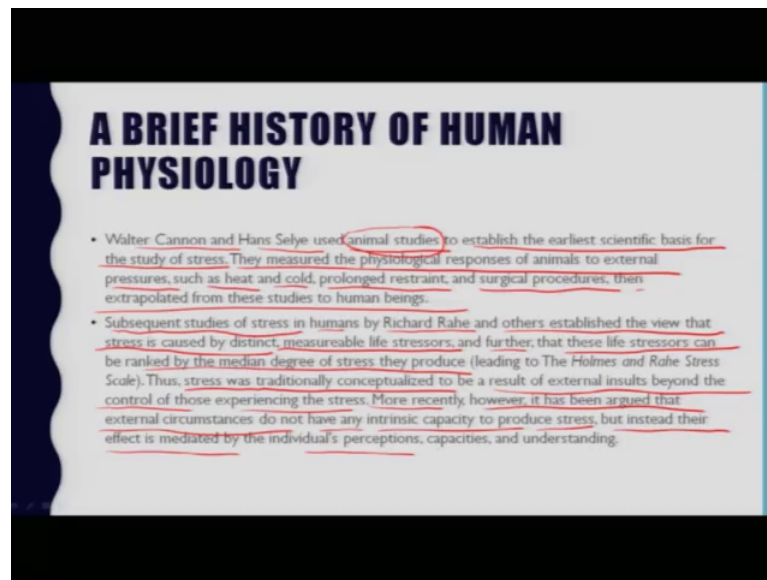 A BRIEF HISTORY OF HUMAN
PHYSIOLOGY
• Walter Cannon and Hans Selye used animal studies to establish the earliest scientific basis for
the study of stress. They measured the physiological responses of animals to external
pressures, such as heat and cold, prolonged restraint, and surgical procedures, then
extrapolated from these studies to human beings.
• Subsequent studies of stress in humans by Richard Rahe and others established the view that
stress is caused by distinct, measureable life stressors, and further, that these life stressors can
be ranked by the median degree of stress they produce (leading to The Holmes and Rahe Stress
Scale). Thus, stress was traditionally conceptualized to be a result of external insults beyond the
control of those experiencing the stress. More recently, however, it has been argued that
external circumstances do not have any intrinsic capacity to produce stress, but instead their
effect is mediated by the individual's perceptions, capacities, and understanding.